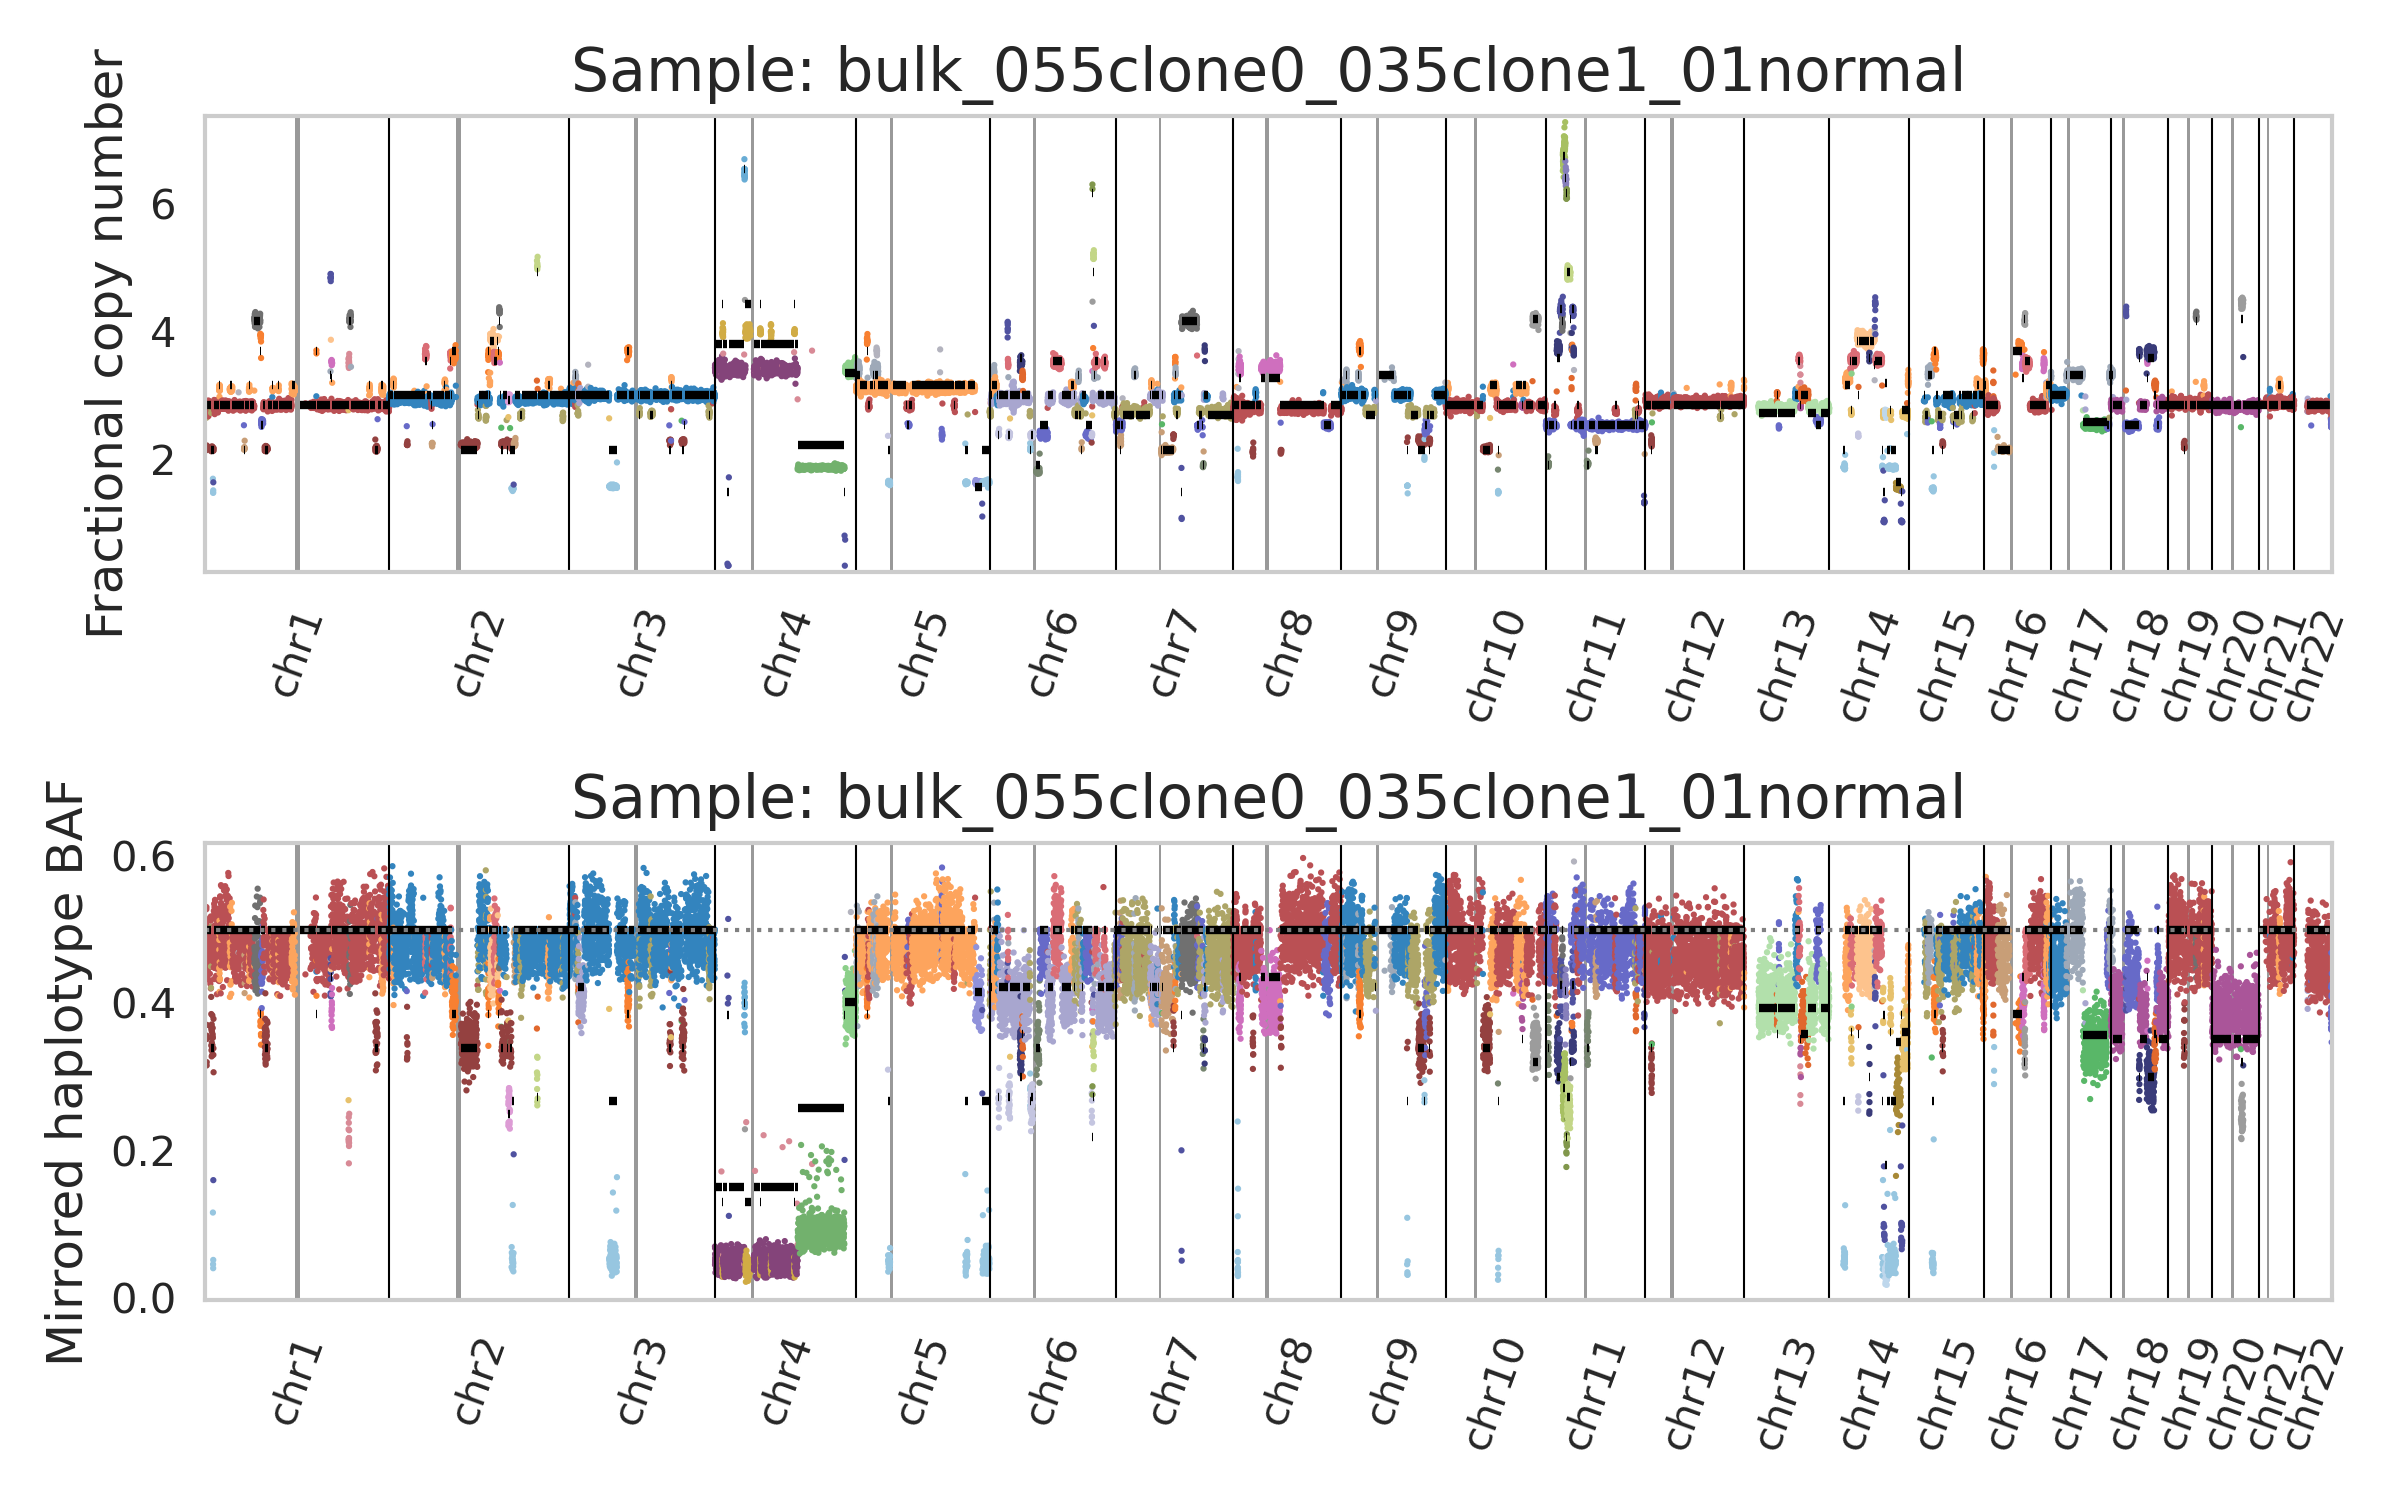 Sample: bulk_055clone0_035clone1_01normal
Fractional copy number
6
4
2
chr1 chr2 chr3 chr4 chr5 chr6 chr7 chr8 chr9 chr10 chr11 chr12 chr13 chr14 chr15 chr16 chr17 chr18 chr19 chr20 chr21 chr22
Sample: bulk_055clone0_035clone1_01normal
Mirrored haplotype BAF
0.6
0.4
0.2
0.0
chr1 chr2 chr3 chr4 chr5 chr6 chr7 chr8 chr9 chr10 chr11 chr12 chr13 chr14 chr15 chr16 chr17 chr18 chr19 chr20 chr21 chr22